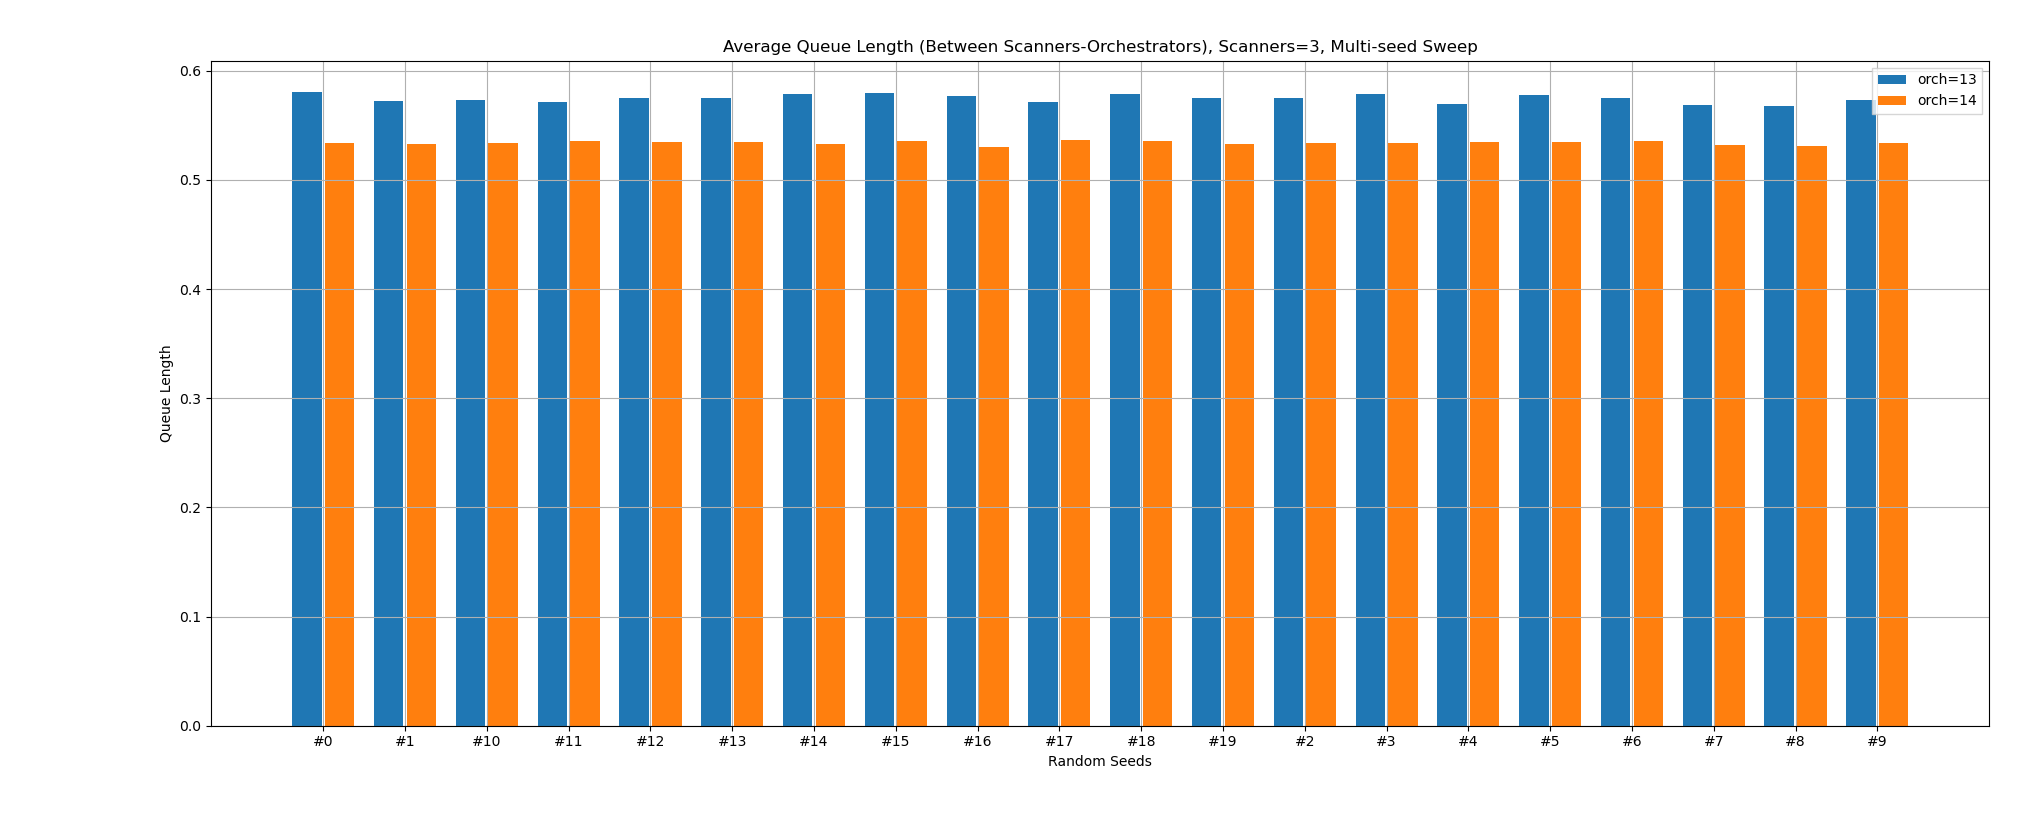 Average Queue Length (Between Scanners-Orchestrators), Scanners=3, Multi-seed Sweep
orch=13
orch=14
Queue Length
0.6
0.5
0.4
0.3
0.2
0.1
0.0
#0 #1 #10 #11 #12 #13 #14 #15 #16 #17 #18 #19 #2 #3 #4 #5 #6 #7 #8 #9
Random Seeds